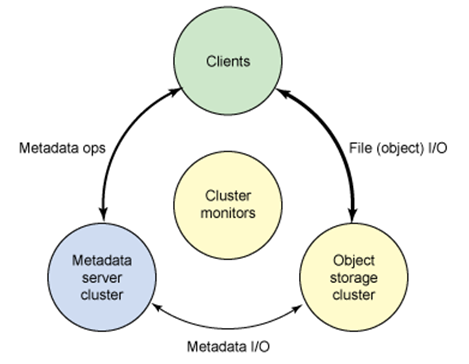 Clients
Metadata ops
File (object) I/O
Cluster
monitors
Metadata
server
cluster
Object
storage
cluster
Metadata I/O